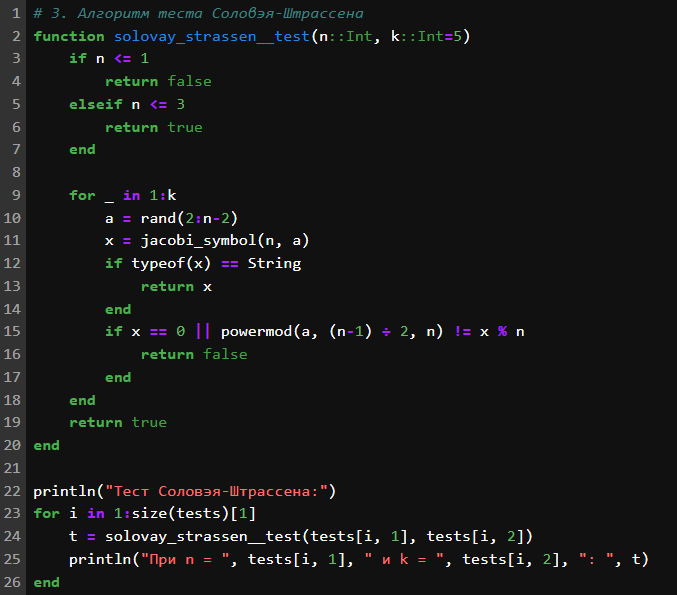 1 # 3. Алгоритм теста Соловэя-Штрассена
2 function solovay_strassen__test(n::Int, k::Int=5)
3     if n <= 1
4         return false
5     elseif n <= 3
6         return true
7     end
8
9     for _ in 1:k
10         a = rand(2:n-2)
11         x = jacobi_symbol(n, a)
12         if typeof(x) == String
13             return x
14         end
15         if x == 0 || powermod(a, (n-1) ÷ 2, n) != x % n
16             return false
17         end
18     end
19     return true
20 end
21
22 println("Тест Соловэя-Штрассена:")
23 for i in 1:size(tests)[1]
24     t = solovay_strassen__test(tests[i, 1], tests[i, 2])
25     println("При n = ", tests[i, 1], " и k = ", tests[i, 2], ": ", t)
26 end